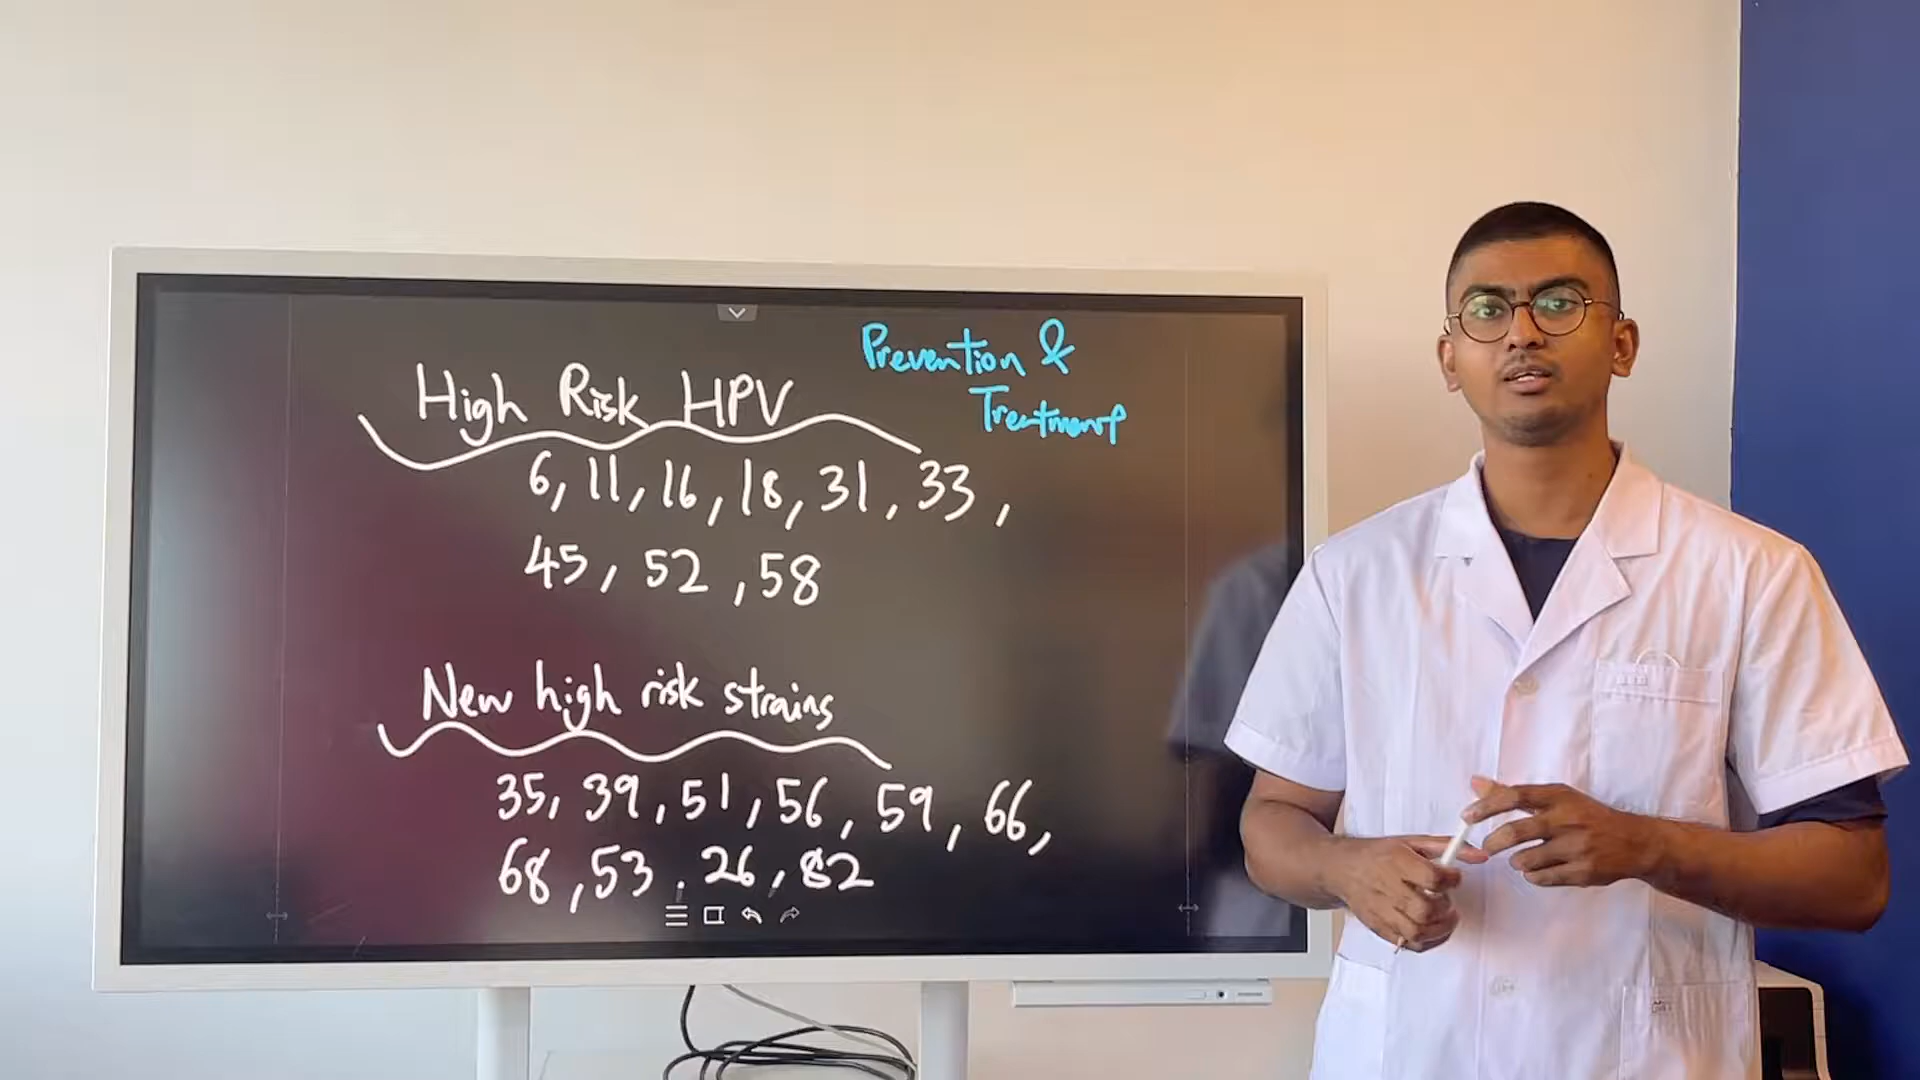 High Risk HPV
6, 11, 16, 18, 31, 33,
45, 52, 58
Prevention &
Treatment
New high risk strains
35, 39, 51, 56, 59, 66,
68, 53, 26, 82